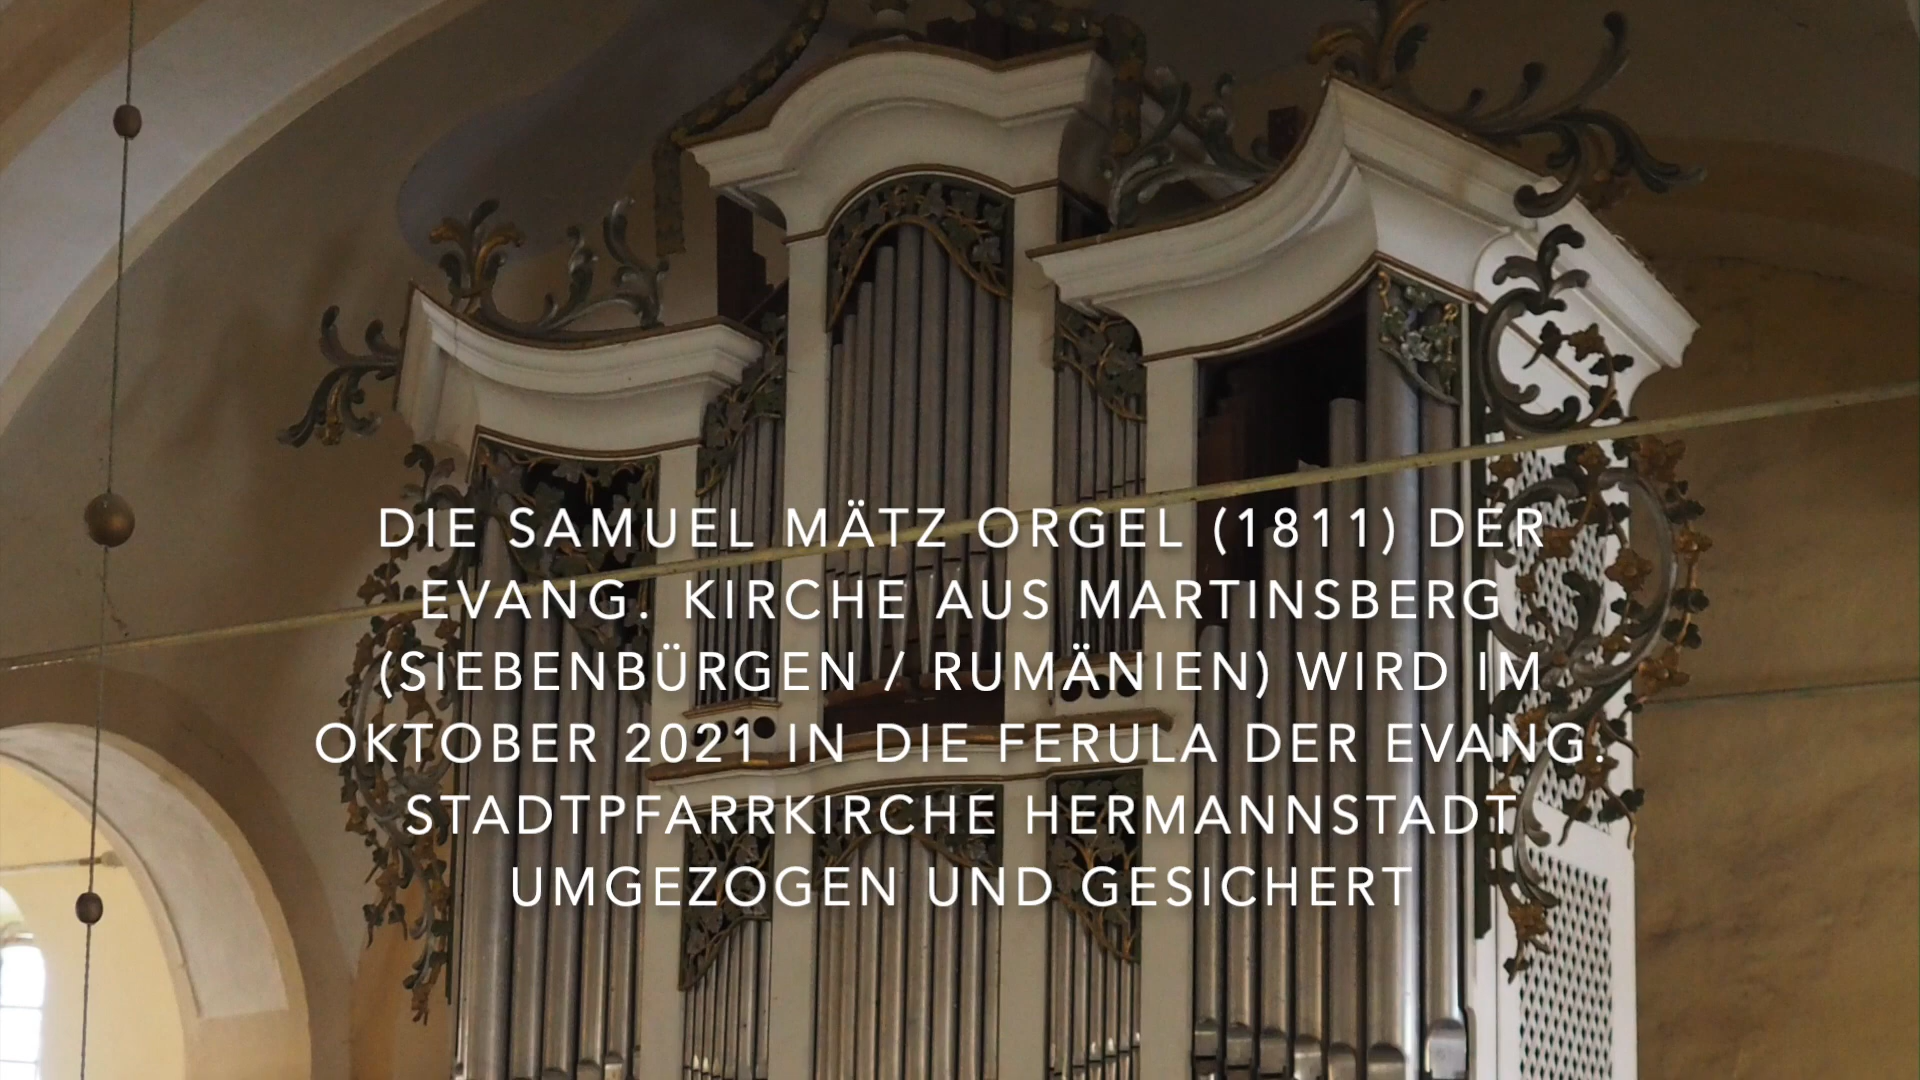 DIE SAMUEL MÄTZ ORGEL (1811) DER
EVANG. KIRCHE AUS MARTINSBERG
(SIEBENBÜRGEN / RUMÄNIEN) WIRD IM
OKTOBER 2021 IN DIE FERULA DER EVANG.
STADTPFARRKIRCHE HERMANNSTADT
UMGEZOGEN UND GESICHERT